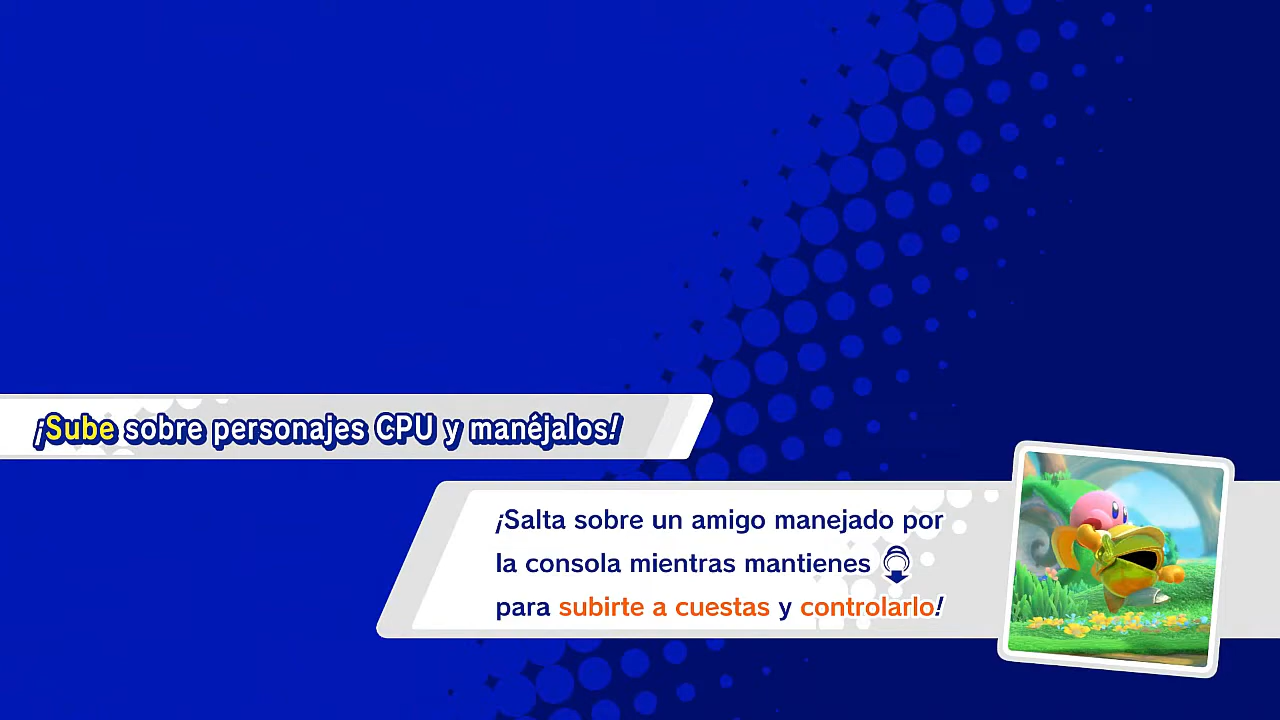 ¡Sube sobre personajes CPU y manéjalos!
¡Salta sobre un amigo manejado por
la consola mientras mantienes
para subirte a cuestas y controlarlo!